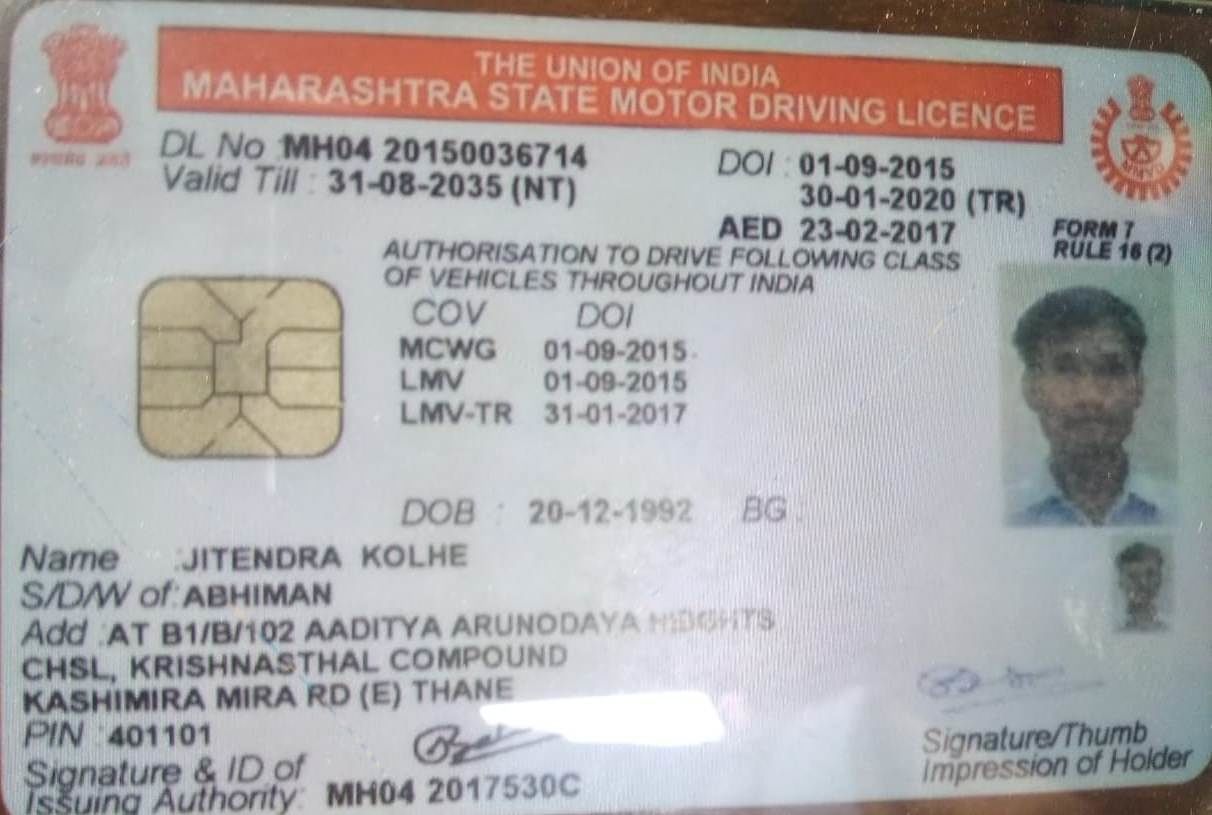 THE UNION OF INDIA
MAHARASHTRA STATE MOTOR DRIVING LICENCE
DL No : MH04 20150036714 DOI : 01-09-2015
Valid Till : 31-08-2035 (NT) 30-01-2020 (TR)
AED 23-02-2017
FORM 7
RULE 16 (2)
AUTHORISATION TO DRIVE FOLLOWING CLASS
OF VEHICLES THROUGHOUT INDIA
COV DOI
MCWG 01-09-2015
LMV 01-09-2015
LMV-TR 31-01-2017
DOB : 20-12-1992 BG :
Name : JITENDRA KOLHE
S/D/W of : ABHIMAN
Add : AT B1/B/102 AADITYA ARUNODAYA
CHSL, KRISHNASTHAL COMPOUND
KASHIMIRA MIRA RD (E) THANE
PIN : 401101
Signature & ID of
Issuing Authority: MH04 2017530C
Signature/Thumb
Impression of Holder